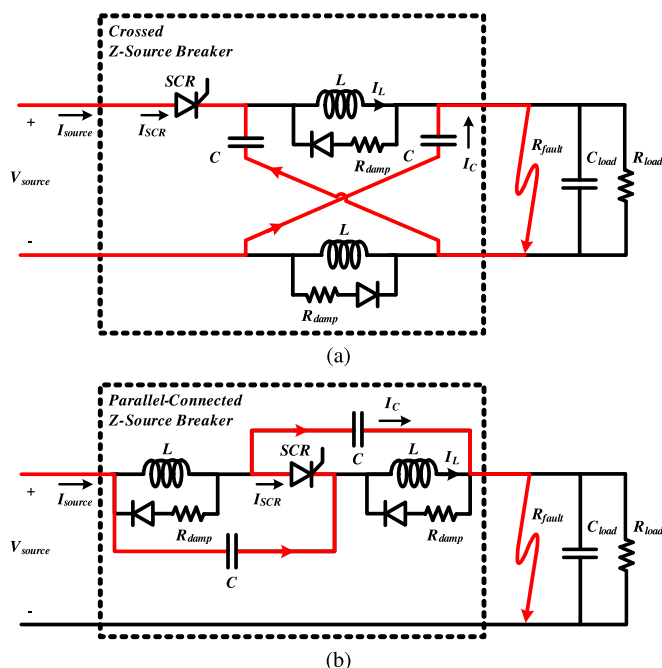 Crossed
Z-Source Breaker
SCR
L
I_L
+
I_source
I_SCR
C
R_damp
C
I_C
R_fault
C_load
R_load
V_source
-
L
R_damp
(a)
Parallel-Connected
Z-Source Breaker
I_C
C
L
SCR
L
I_L
+
I_source
I_SCR
R_damp
R_damp
R_fault
C_load
R_load
V_source
C
-
(b)